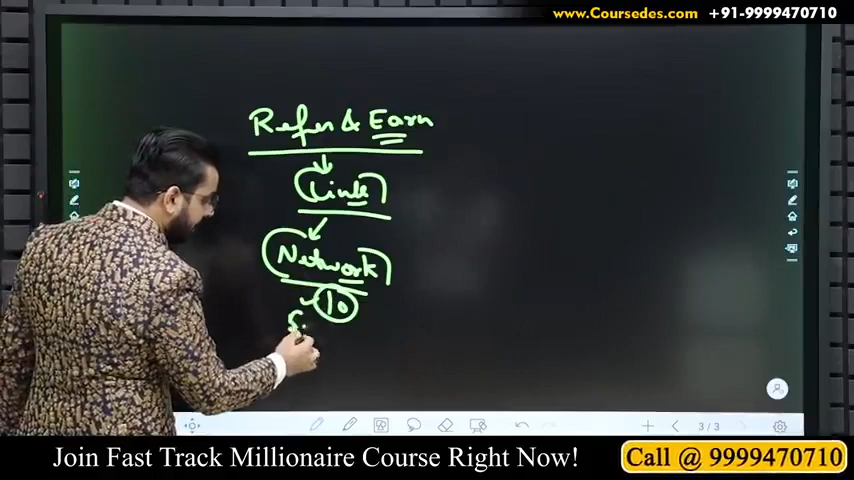 www.Coursedes.com +91-9999470710
Refer & Earn
Link
Network
10
3/3
Join Fast Track Millionaire Course Right Now! Call @ 9999470710